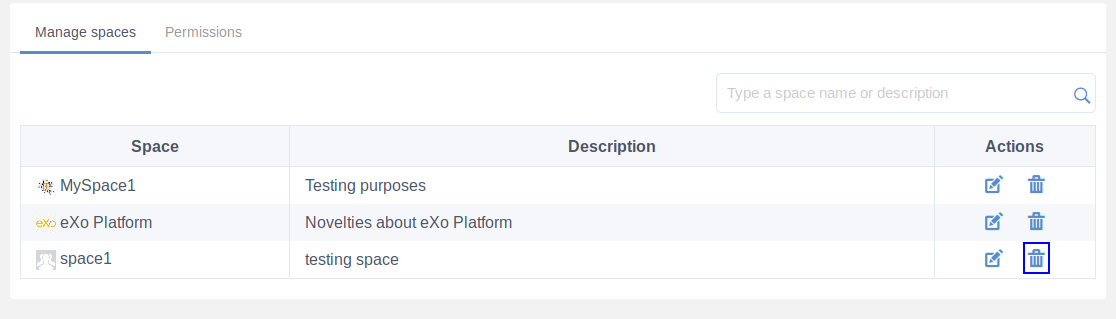 Manage spaces Permissions
Type a space name or description
Space Description Actions
MySpace1 Testing purposes
eXo eXo Platform Novelties about eXo Platform
space1 testing space